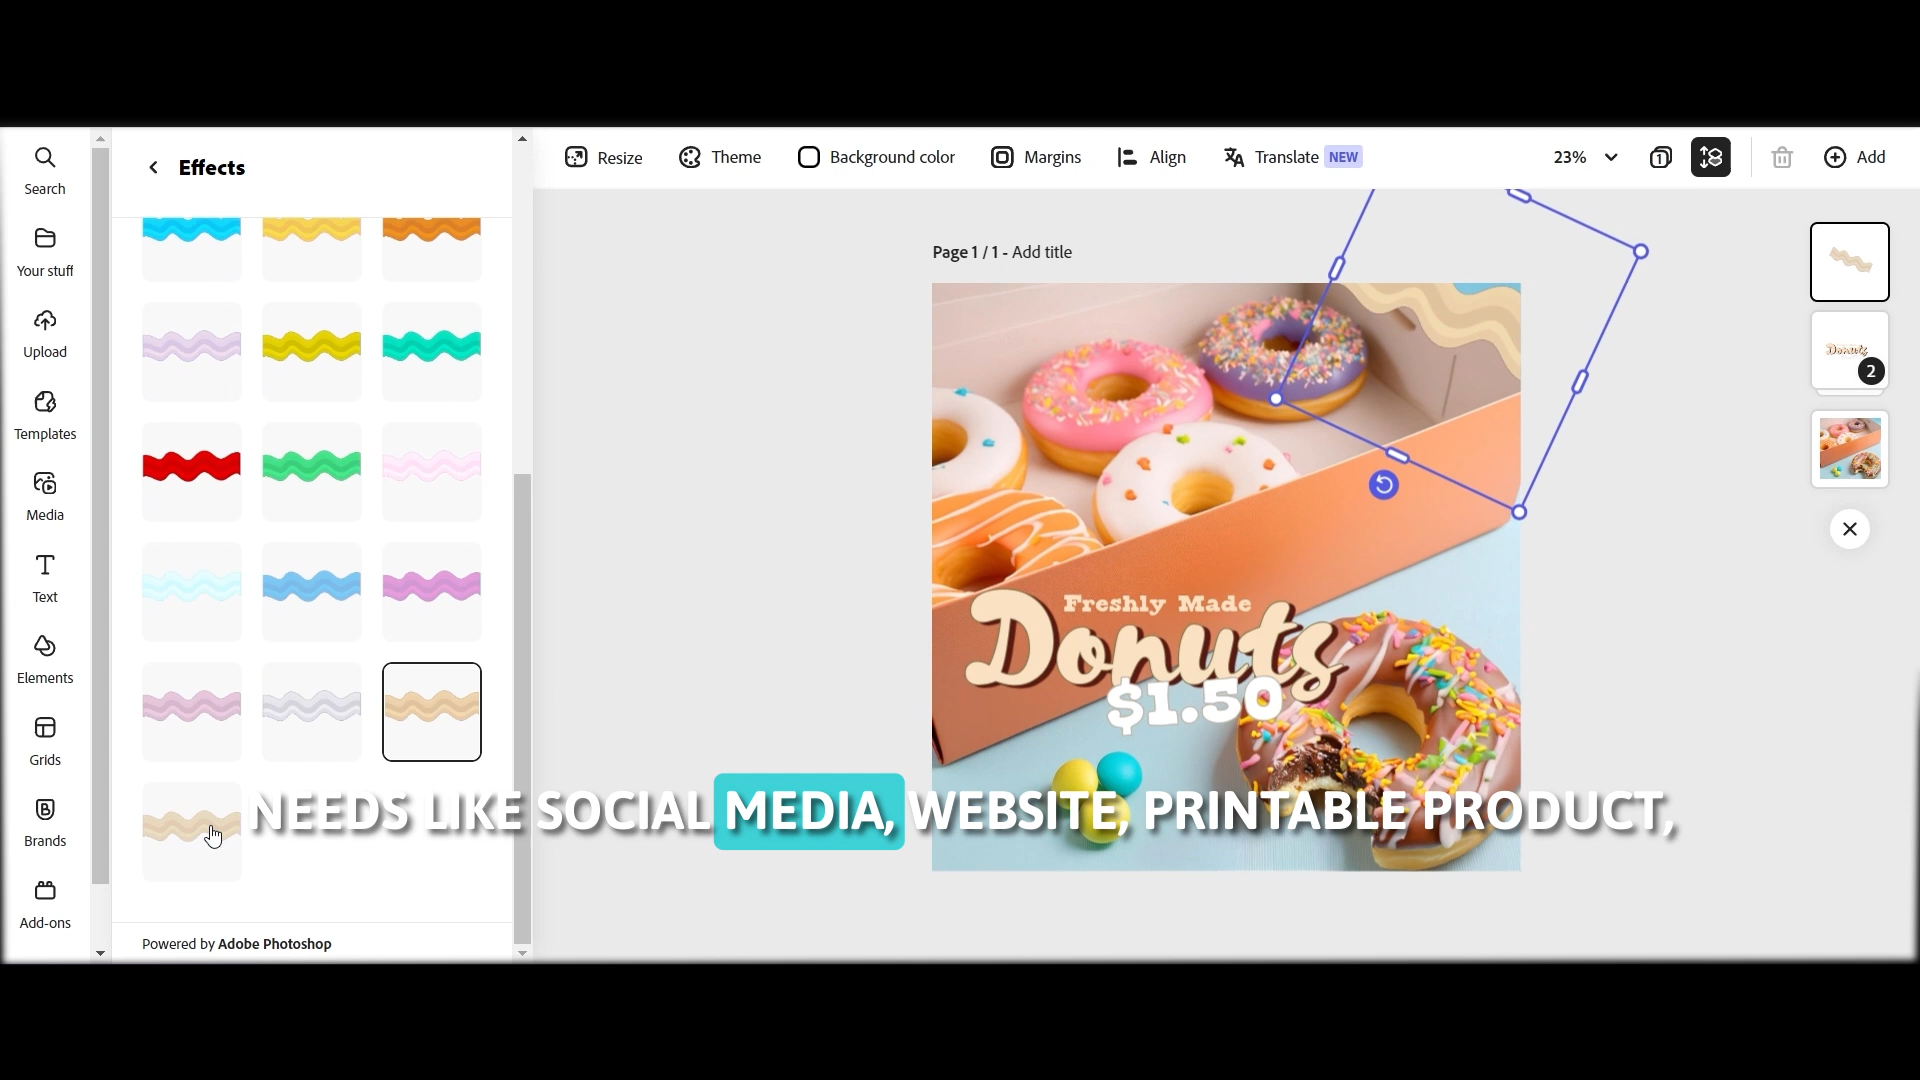 Search
Your stuff
Upload
Templates
Media
Text
Elements
Grids
Brands
Add-ons
Effects
Powered by Adobe Photoshop
Resize
Theme
Background color
Margins
Align
Translate NEW
23%
1
Add
Page 1 / 1 - Add title
Freshly Made
Donuts
$1.50
Donuts
2
NEEDS LIKE SOCIAL MEDIA, WEBSITE, PRINTABLE PRODUCT,